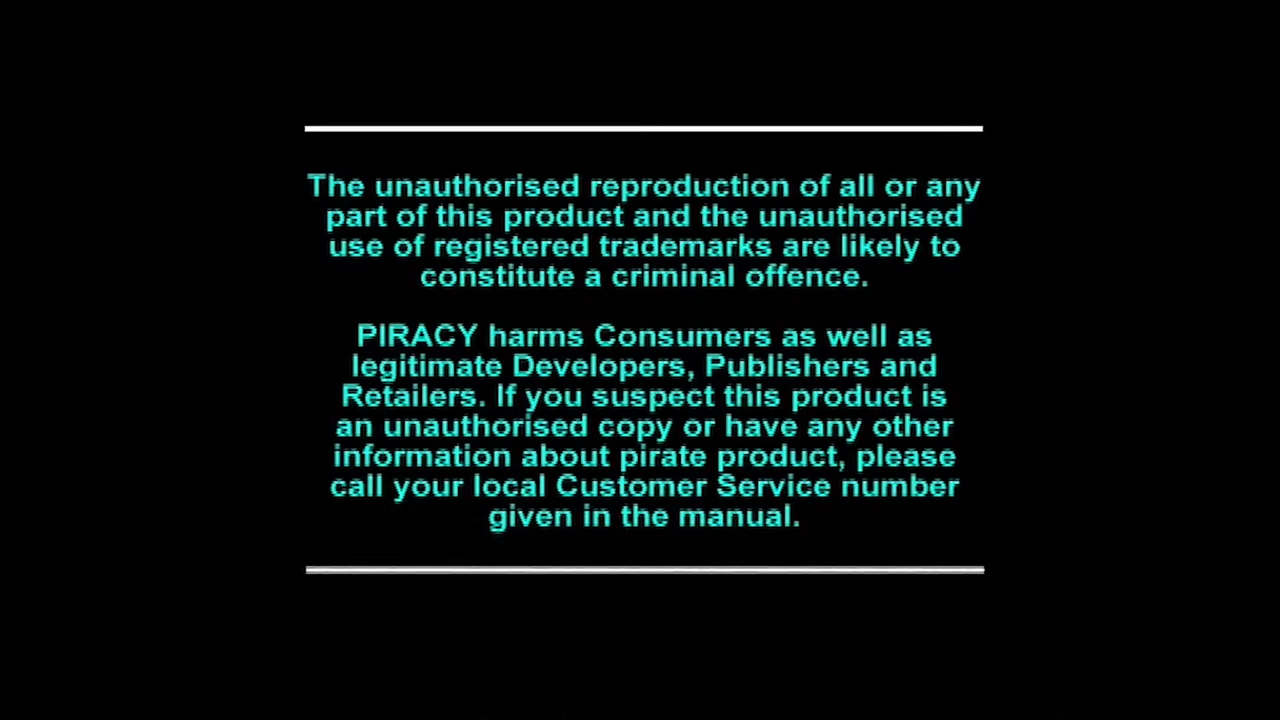 The unauthorised reproduction of all or any
part of this product and the unauthorised
use of registered trademarks are likely to
constitute a criminal offence.
PIRACY harms Consumers as well as
legitimate Developers, Publishers and
Retailers. If you suspect this product is
an unauthorised copy or have any other
information about pirate product, please
call your local Customer Service number
given in the manual.